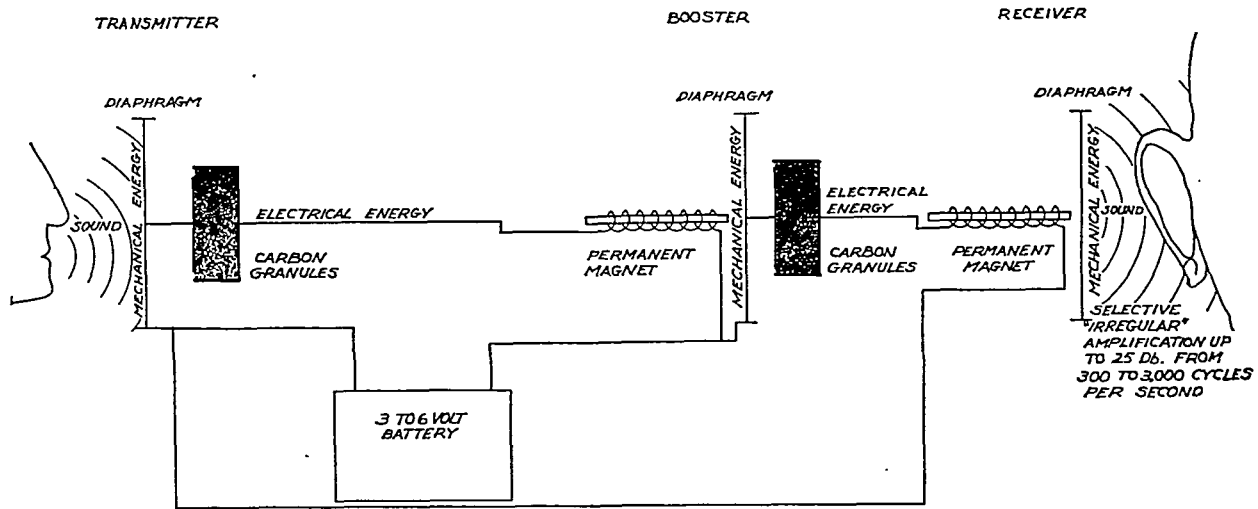 TRANSMITTER
BOOSTER
RECEIVER
DIAPHRAGM
DIAPHRAGM
DIAPHRAGM
SOUND
MECHANICAL ENERGY
ELECTRICAL ENERGY
CARBON
GRANULES
PERMANENT
MAGNET
MECHANICAL ENERGY
ELECTRICAL
ENERGY
CARBON
GRANULES
PERMANENT
MAGNET
MECHANICAL ENERGY
SOUND
SELECTIVE
"IRREGULAR"
AMPLIFICATION UP
TO 25 Db. FROM
300 TO 3,000 CYCLES
PER SECOND
3 TO 6 VOLT
BATTERY